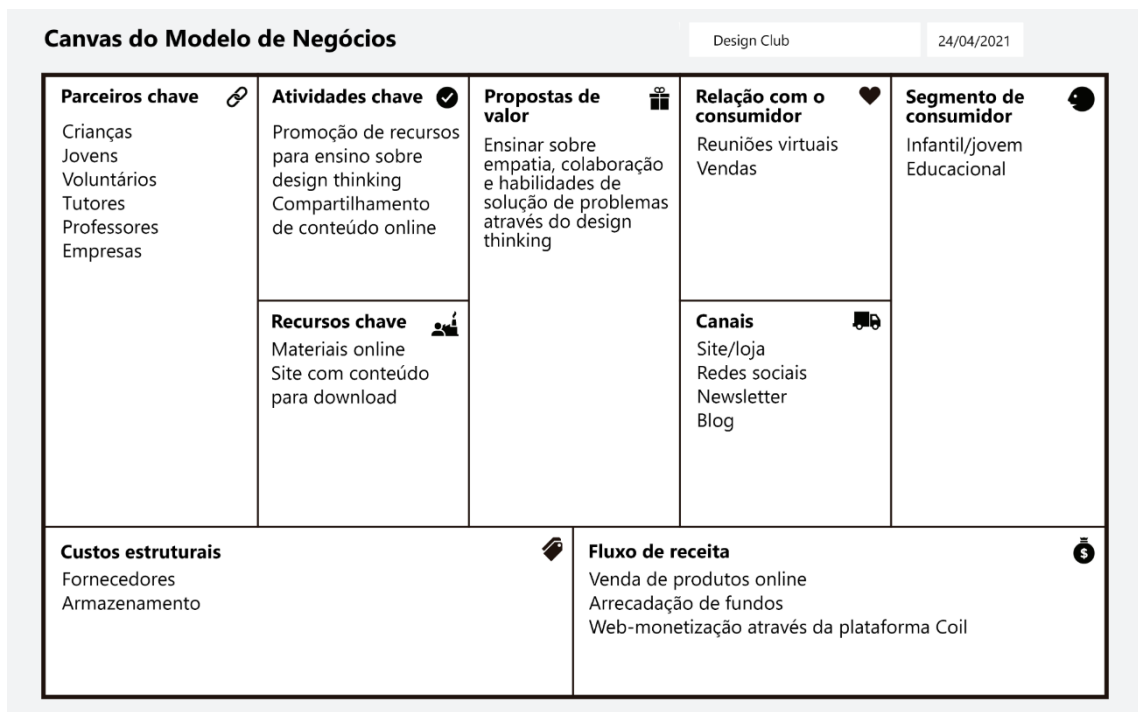 Canvas do Modelo de Negócios
Design Club
24/04/2021
Parceiros chave
Crianças
Jovens
Voluntários
Tutores
Professores
Empresas
Atividades chave
Promoção de recursos
para ensino sobre
design thinking
Compartilhamento
de conteúdo online
Recursos chave
Materiais online
Site com conteúdo
para download
Propostas de
valor
Ensinar sobre
empatia, colaboração
e habilidades de
solução de problemas
através do design
thinking
Relação com o
consumidor
Reuniões virtuais
Vendas
Canais
Site/loja
Redes sociais
Newsletter
Blog
Segmento de
consumidor
Infantil/jovem
Educacional
Custos estruturais
Fornecedores
Armazenamento
Fluxo de receita
$
Venda de produtos online
Arrecadação de fundos
Web-monetização através da plataforma Coil